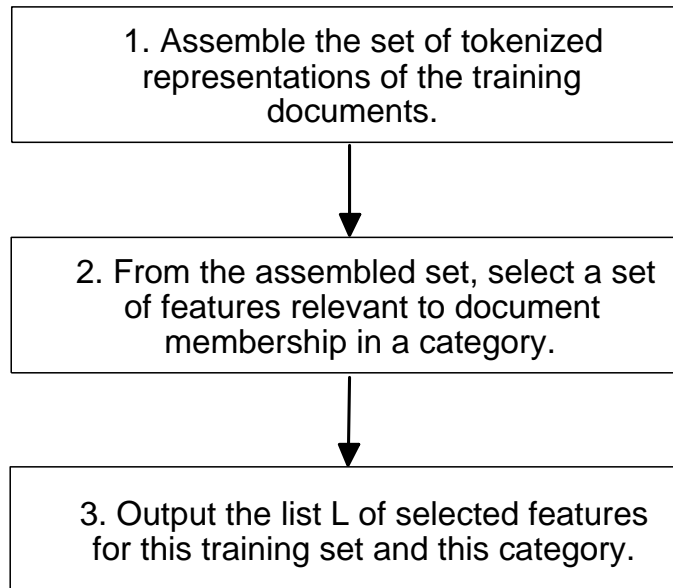 1. Assemble the set of tokenized
representations of the training
documents.
2. From the assembled set, select a set
of features relevant to document
membership in a category.
3. Output the list L of selected features
for this training set and this category.